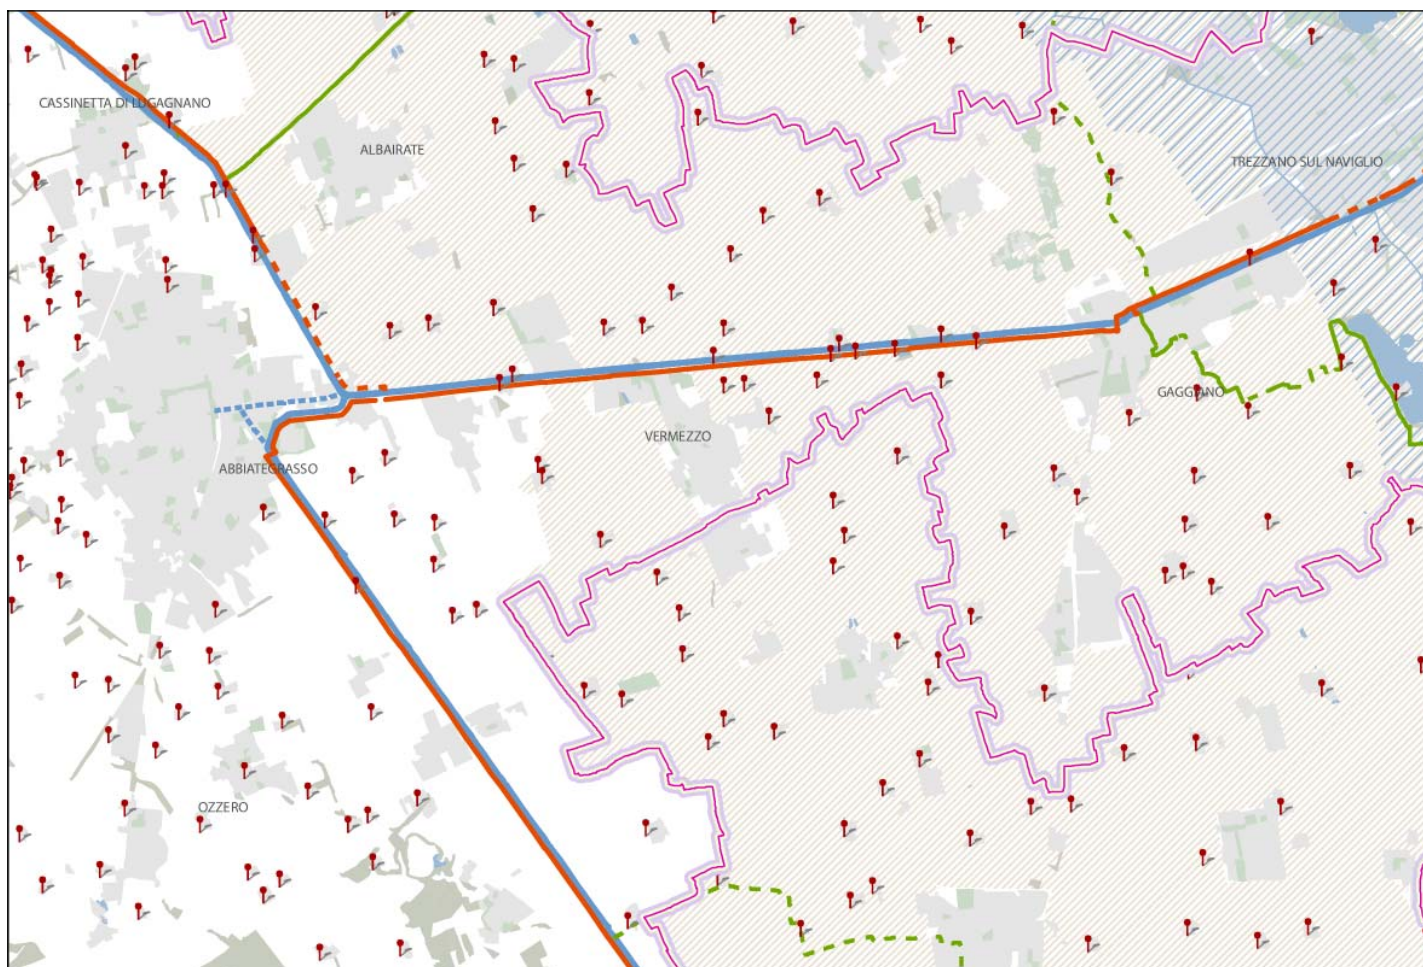 CASSINETTA DI LUGAGNANO
ALBAIRATE
TREZZANO SUL NAVIGLIO
GAGGIANO
VERMEZZO
ABBIATEGRASSO
OZZERO